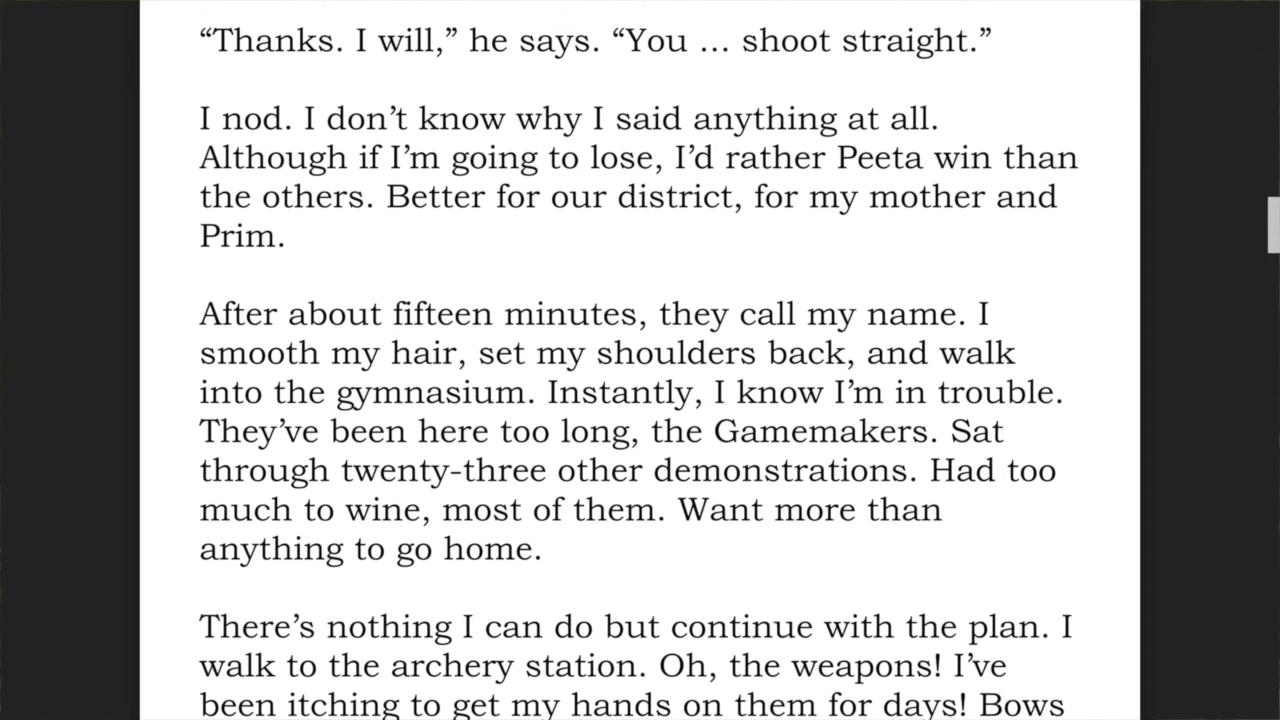 “Thanks. I will,” he says. “You … shoot straight.”
I nod. I don’t know why I said anything at all.
Although if I’m going to lose, I’d rather Peeta win than
the others. Better for our district, for my mother and
Prim.
After about fifteen minutes, they call my name. I
smooth my hair, set my shoulders back, and walk
into the gymnasium. Instantly, I know I’m in trouble.
They’ve been here too long, the Gamemakers. Sat
through twenty-three other demonstrations. Had too
much to wine, most of them. Want more than
anything to go home.
There’s nothing I can do but continue with the plan. I
walk to the archery station. Oh, the weapons! I’ve
been itching to get my hands on them for days! Bows